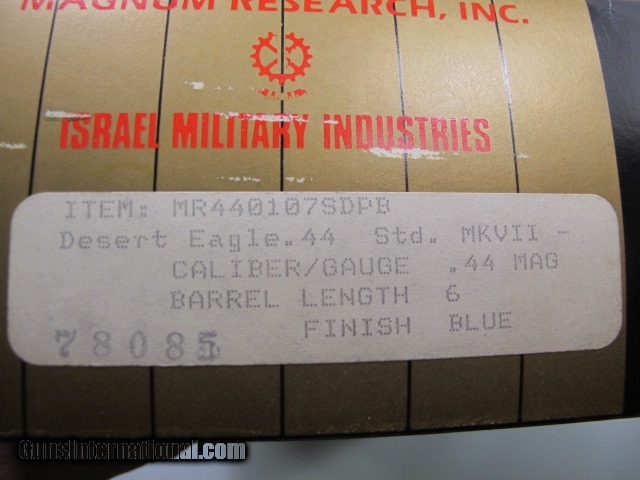 MAGNUM RESEARCH, INC.
ISRAEL MILITARY INDUSTRIES
ITEM: MR440107SDPB
Desert Eagle.44 Std. MKVII -
CALIBER/GAUGE .44 MAG
BARREL LENGTH 6
FINISH BLUE
78085
GunsInternational.com